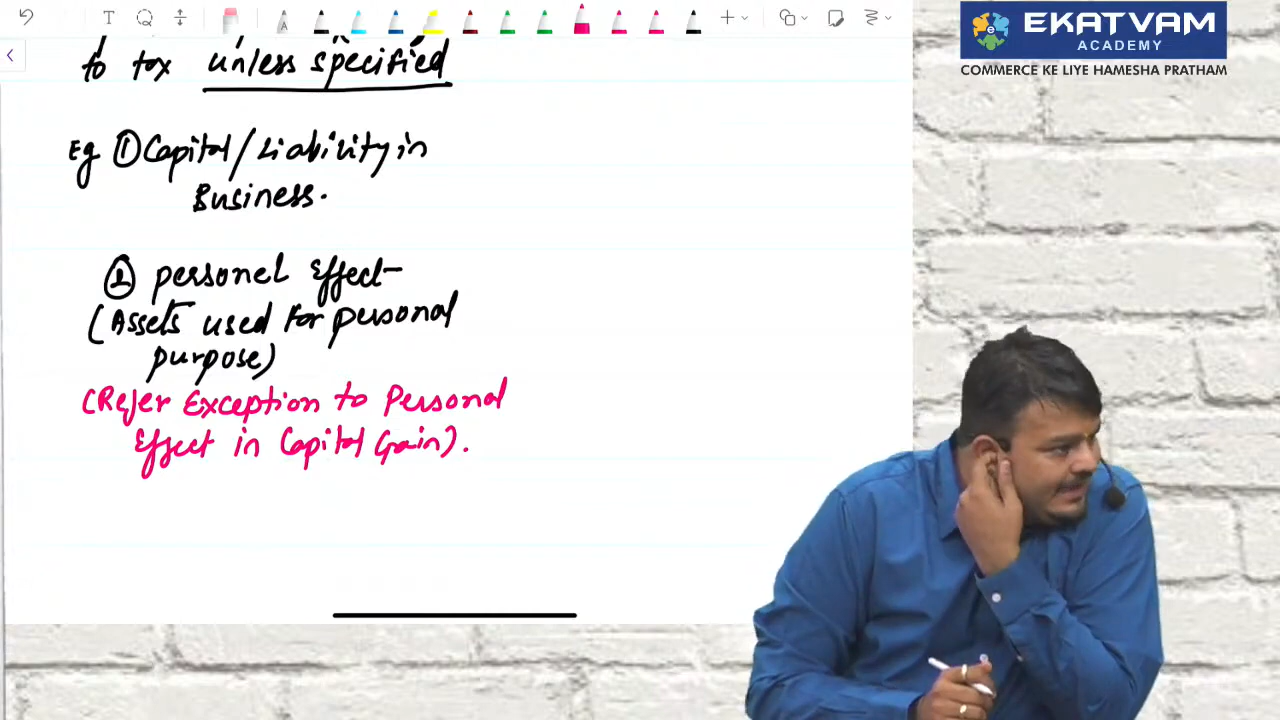 EKATVAM
ACADEMY
COMMERCE KE LIYE HAMESHA PRATHAM
to tax unless specified
Eg ① Capital/Liability in
Business.
② personel Effect-
(Assets used for personal
purpose)
(Refer Exception to Personal
Effect in Capital Gain).